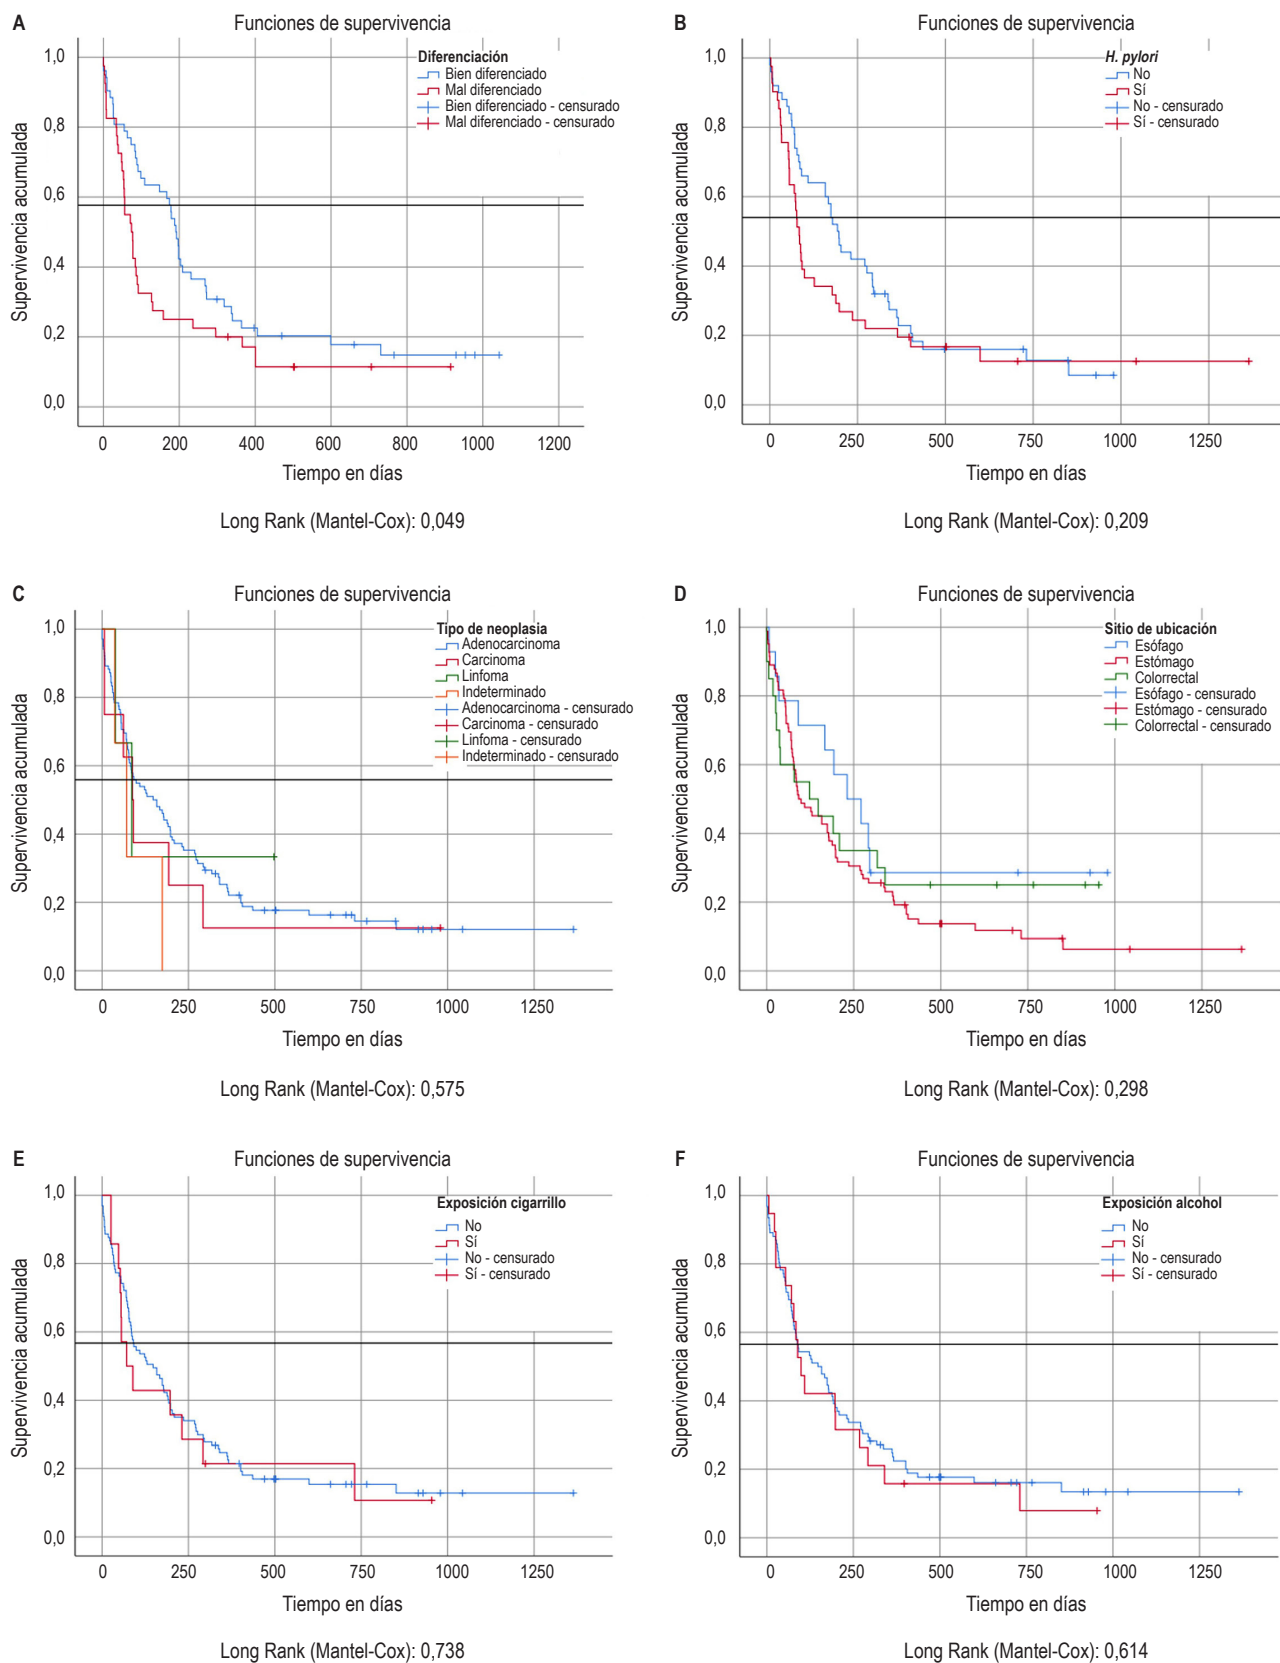 A
Funciones de supervivencia
Diferenciación
Bien diferenciado
Mal diferenciado
Bien diferenciado - censurado
Mal diferenciado - censurado
Supervivencia acumulada
1,0
0,8
0,6
0,4
0,2
0,0
0 200 400 600 800 1000 1200
Tiempo en días
Long Rank (Mantel-Cox): 0,049
B
Funciones de supervivencia
H. pylori
No
Sí
No - censurado
Sí - censurado
Supervivencia acumulada
1,0
0,8
0,6
0,4
0,2
0,0
0 250 500 750 1000 1250
Tiempo en días
Long Rank (Mantel-Cox): 0,209
C
Funciones de supervivencia
Tipo de neoplasia
Adenocarcinoma
Carcinoma
Linfoma
Indeterminado
Adenocarcinoma - censurado
Carcinoma - censurado
Linfoma - censurado
Indeterminado - censurado
Supervivencia acumulada
1,0
0,8
0,6
0,4
0,2
0,0
0 250 500 750 1000 1250
Tiempo en días
Long Rank (Mantel-Cox): 0,575
D
Funciones de supervivencia
Sitio de ubicación
Esófago
Estómago
Colorrectal
Esófago - censurado
Estómago - censurado
Colorrectal - censurado
Supervivencia acumulada
1,0
0,8
0,6
0,4
0,2
0,0
0 250 500 750 1000 1250
Tiempo en días
Long Rank (Mantel-Cox): 0,298
E
Funciones de supervivencia
Exposición cigarrillo
No
Sí
No - censurado
Sí - censurado
Supervivencia acumulada
1,0
0,8
0,6
0,4
0,2
0,0
0 250 500 750 1000 1250
Tiempo en días
Long Rank (Mantel-Cox): 0,738
F
Funciones de supervivencia
Exposición alcohol
No
Sí
No - censurado
Sí - censurado
Supervivencia acumulada
1,0
0,8
0,6
0,4
0,2
0,0
0 250 500 750 1000 1250
Tiempo en días
Long Rank (Mantel-Cox): 0,614